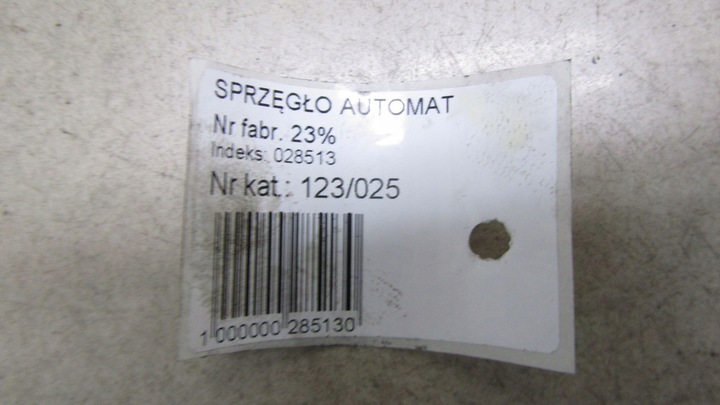 SPRZĘGŁO AUTOMAT
Nr fabr. 23%
Indeks: 028513
Nr kat.: 123/025
1 000000 285130